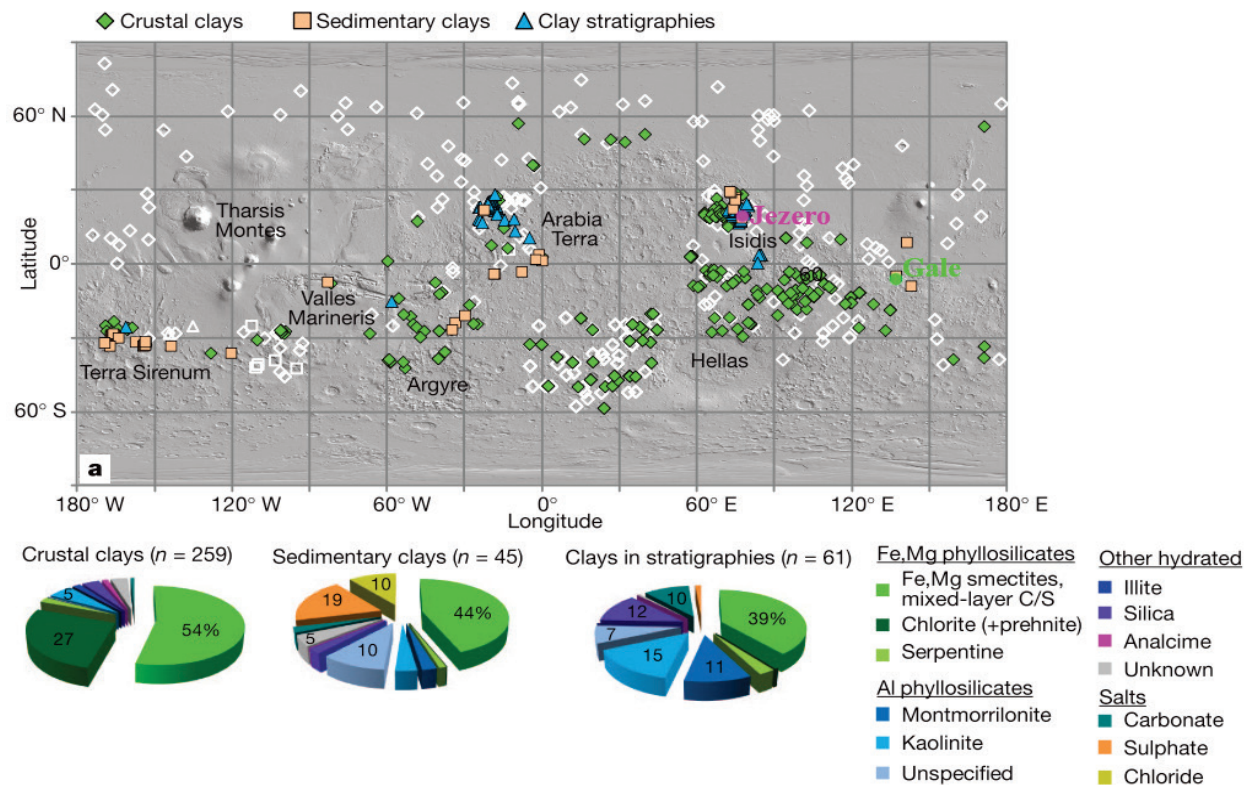 Crustal clays Sedimentary clays Clay stratigraphies
60° N
0°
60° S
Latitude
Tharsis
Montes
Arabia
Terra
Jezero
Isidis
Gale
Valles
Marineris
Terra Sirenum
Argyre
Hellas
a
180° W 120° W 60° W 0° 60° E 120° E 180° E
Longitude
Crustal clays (n = 259)
5
27
54%
Sedimentary clays (n = 45)
10
19
5
10
44%
Clays in stratigraphies (n = 61)
10
12
7
15
11
39%
Fe,Mg phyllosilicates
Fe,Mg smectites,
mixed-layer C/S
Chlorite (+prehnite)
Serpentine
Al phyllosilicates
Montmorrilonite
Kaolinite
Unspecified
Other hydrated
Illite
Silica
Analcime
Unknown
Salts
Carbonate
Sulphate
Chloride